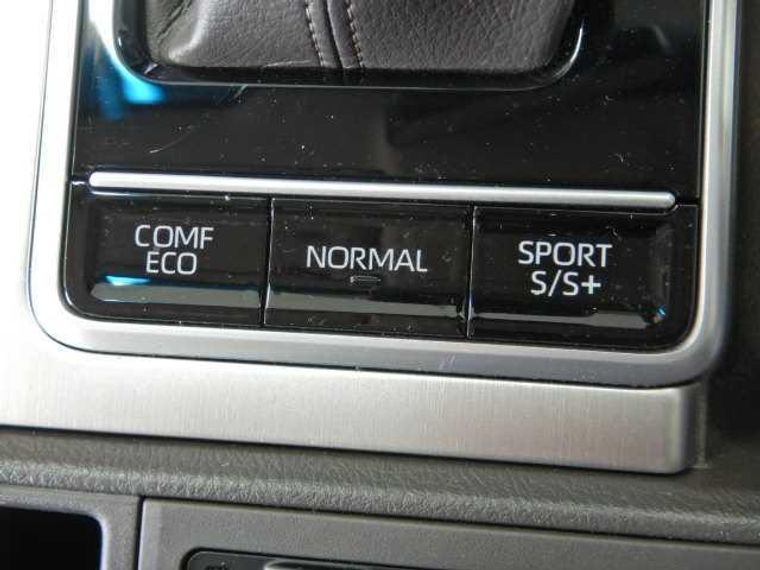 COMF
ECO
NORMAL
SPORT
S/S+